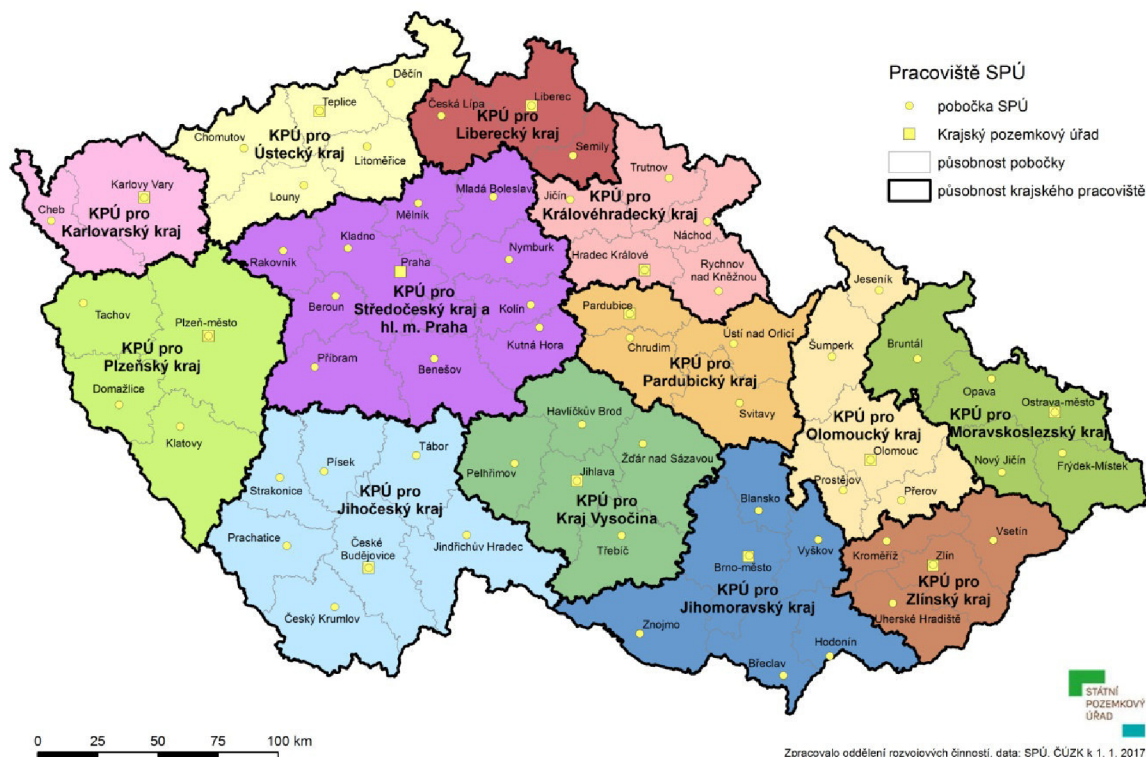 Pracoviště SPÚ
pobočka SPÚ
Krajský pozemkový úřad
působnost pobočky
působnost krajského pracoviště
Děčín
Teplice
Chomutov
KPÚ pro
Ústecký kraj
Litoměřice
Louny
Česká Lípa
Liberec
KPÚ pro
Liberecký kraj
Semily
Karlovy Vary
Cheb
KPÚ pro
Karlovarský kraj
Trutnov
Jičín
KPÚ pro
Královéhradecký kraj
Náchod
Hradec Králové
Rychnov
nad Kněžnou
Mladá Boleslav
Mělník
Kladno
Rakovník
Praha
Nymburk
KPÚ pro
Středočeský kraj a
hl. m. Praha
Beroun
Kolín
Kutná Hora
Příbram
Benešov
Tachov
Plzeň-město
KPÚ pro
Plzeňský kraj
Domažlice
Klatovy
Pardubice
Chrudim
Ústí nad Orlicí
KPÚ pro
Pardubický kraj
Svitavy
Jeseník
Šumperk
KPÚ pro
Olomoucký kraj
Olomouc
Prostějov
Přerov
Bruntál
Opava
Ostrava-město
KPÚ pro
Moravskoslezský kraj
Nový Jičín
Frýdek-Místek
Tábor
Písek
Strakonice
KPÚ pro
Jihočeský kraj
Prachatice
České
Budějovice
Jindřichův Hradec
Český Krumlov
Havlíčkův Brod
Žďár nad Sázavou
Pelhřimov
Jihlava
KPÚ pro
Kraj Vysočina
Třebíč
Blansko
Vyškov
Brno-město
KPÚ pro
Jihomoravský kraj
Znojmo
Hodonín
Břeclav
Vsetín
Kroměříž
Zlín
KPÚ pro
Zlínský kraj
Uherské Hradiště
STÁTNÍ
POZEMKOVÝ
ÚŘAD
0 25 50 75 100 km
Zpracovalo oddělení rozvojových činností, data: SPÚ, ČÚZK k 1. 1. 2017